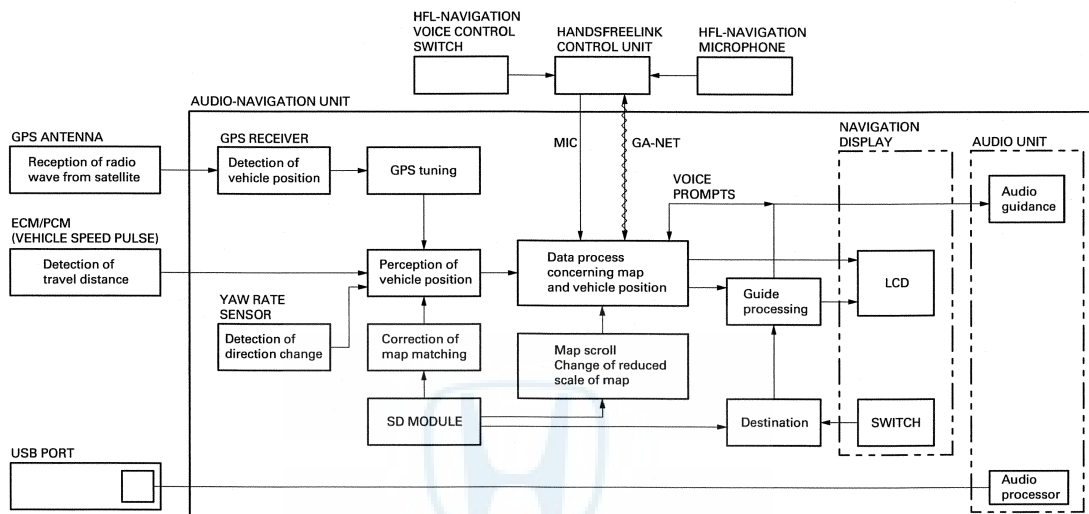 HFL-NAVIGATION
VOICE CONTROL
SWITCH
HANDSFREELINK
CONTROL UNIT
HFL-NAVIGATION
MICROPHONE
AUDIO-NAVIGATION UNIT
GPS ANTENNA
Reception of radio
wave from satellite
GPS RECEIVER
Detection of
vehicle position
GPS tuning
MIC
GA-NET
VOICE
PROMPTS
NAVIGATION
DISPLAY
AUDIO UNIT
Audio
guidance
ECM/PCM
(VEHICLE SPEED PULSE)
Detection of
travel distance
Perception of
vehicle position
Data process
concerning map
and vehicle position
Guide
processing
LCD
YAW RATE
SENSOR
Detection of
direction change
Correction of
map matching
Map scroll
Change of reduced
scale of map
SD MODULE
Destination
SWITCH
USB PORT
Audio
processor